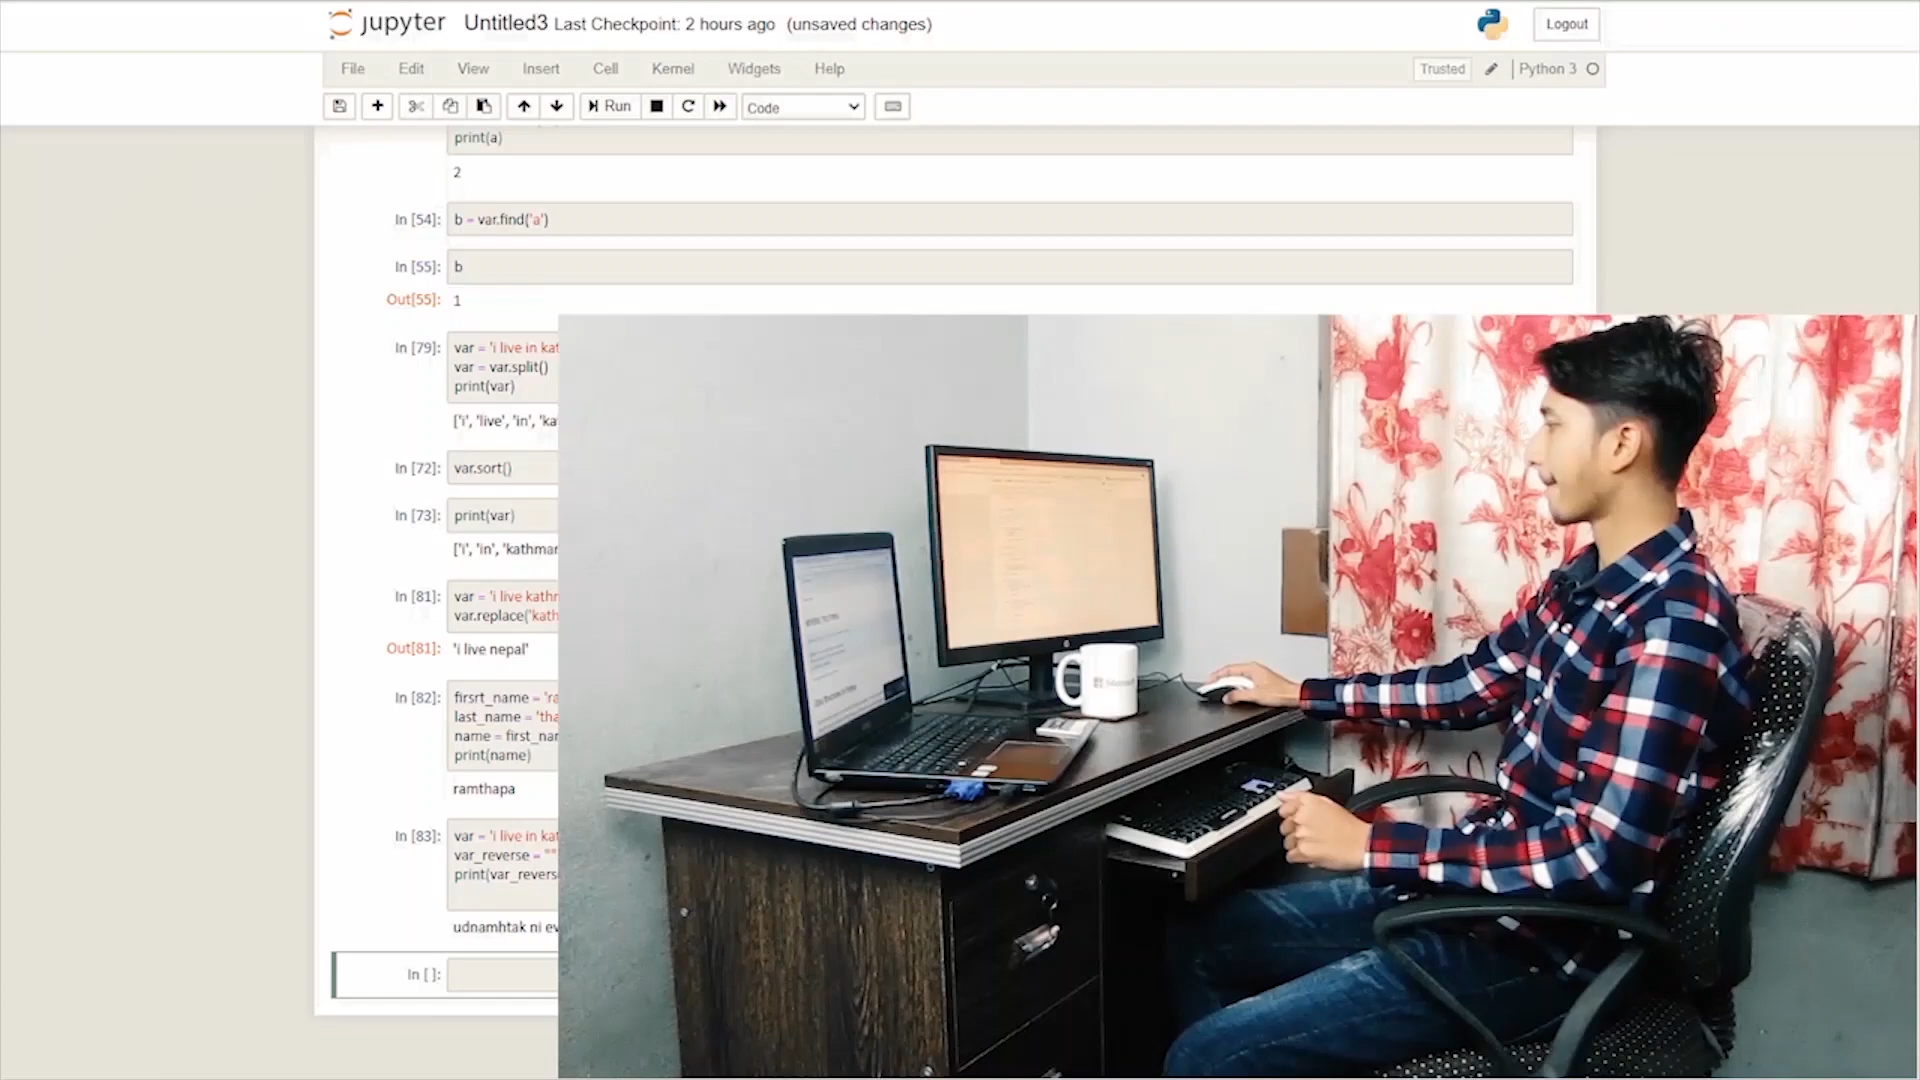 jupyter Untitled3 Last Checkpoint: 2 hours ago (unsaved changes) Logout
File Edit View Insert Cell Kernel Widgets Help Trusted Python 3
Run Code
print(a)
2
In [54]: b = var.find('a')
In [55]: b
Out[55]: 1
In [79]: var = 'i live in kat
var = var.split()
print(var)
['i', 'live', 'in', 'ka
In [72]: var.sort()
In [73]: print(var)
['i', 'in', 'kathmar
In [81]: var = 'i live kathr
var.replace('kath
Out[81]: 'i live nepal'
In [82]: firsrt_name = 'ra
last_name = 'tha
name = first_nar
print(name)
ramthapa
In [83]: var = 'i live in kat
var_reverse = ""
print(var_revers
udnamhtak ni ev
In [ ]: